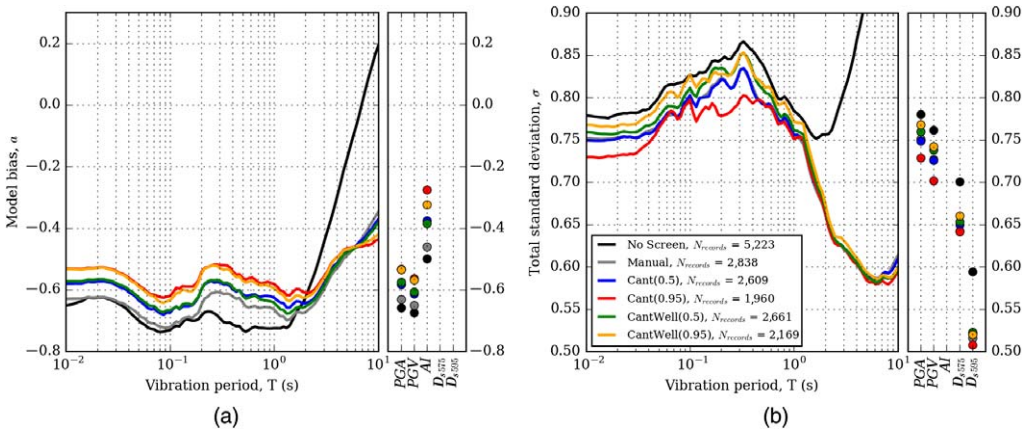 0.2
0.0
−0.2
−0.4
−0.6
−0.8
Model bias, a
10⁻² 10⁻¹ 10⁰ 10¹
Vibration period, T (s)
0.2
0.0
−0.2
−0.4
−0.6
−0.8
PGA
PGV
AI
Ds575
Ds595
(a)
0.90
0.85
0.80
0.75
0.70
0.65
0.60
0.55
0.50
Total standard deviation, σ
No Screen, Nrecords = 5,223
Manual, Nrecords = 2,838
Cant(0.5), Nrecords = 2,609
Cant(0.95), Nrecords = 1,960
CantWell(0.5), Nrecords = 2,661
CantWell(0.95), Nrecords = 2,169
10⁻² 10⁻¹ 10⁰ 10¹
Vibration period, T (s)
0.90
0.85
0.80
0.75
0.70
0.65
0.60
0.55
0.50
PGA
PGV
AI
Ds575
Ds595
(b)